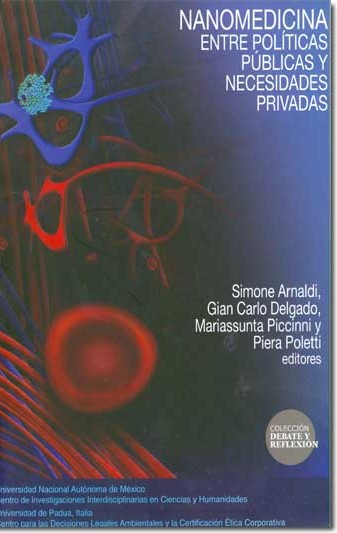 NANOMEDICINA
ENTRE POLÍTICAS
PÚBLICAS Y
NECESIDADES
PRIVADAS
Simone Arnaldi,
Gian Carlo Delgado,
Mariassunta Piccinni y
Piera Poletti
editores
COLECCIÓN
DEBATE Y
REFLEXIÓN
Universidad Nacional Autónoma de México
Centro de Investigaciones Interdisciplinarias en Ciencias y Humanidades
Universidad de Padua, Italia
Centro para las Decisiones Legales Ambientales y la Certificación Ética Corporativa